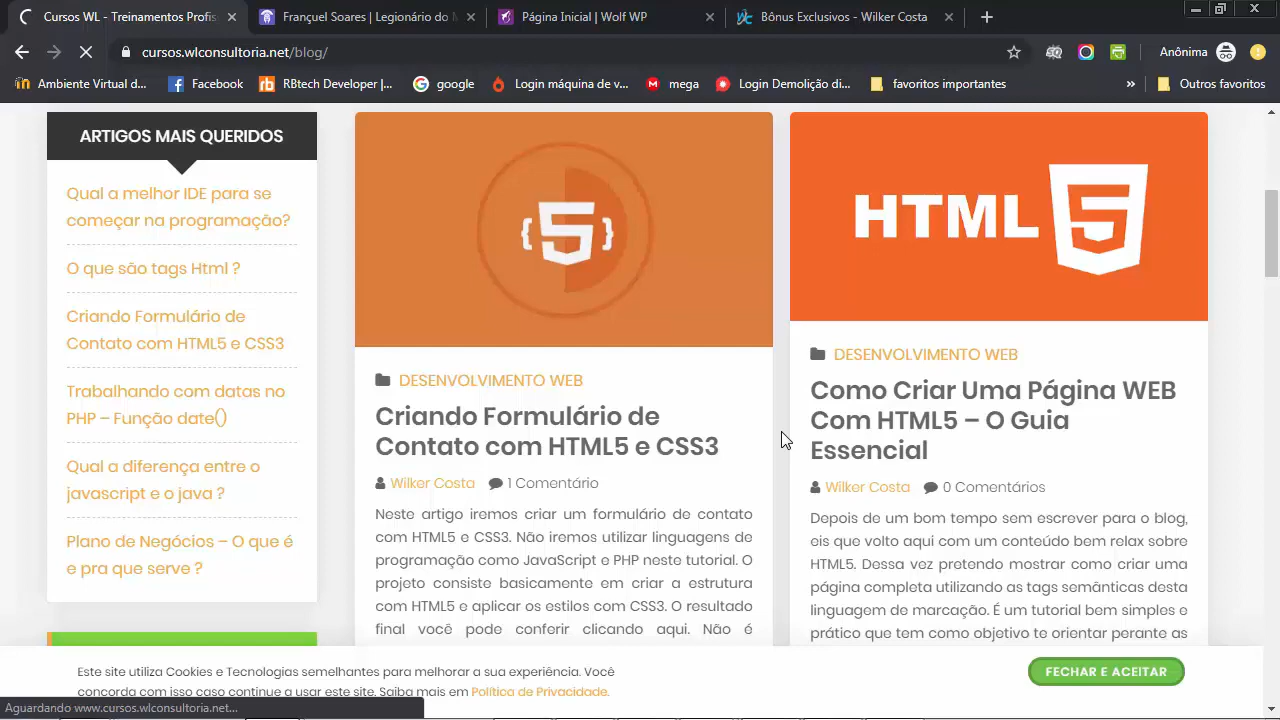 Cursos WL - Treinamentos Profis
Françuel Soares | Legionário do M
Página Inicial | Wolf WP
Bônus Exclusivos - Wilker Costa
cursos.wlconsultoria.net/blog/
Anônima
Ambiente Virtual d...
Facebook
RBtech Developer |...
google
Login máquina de v...
mega
Login Demolição di...
favoritos importantes
»
Outros favoritos
ARTIGOS MAIS QUERIDOS
Qual a melhor IDE para se
começar na programação?
O que são tags Html ?
Criando Formulário de
Contato com HTML5 e CSS3
Trabalhando com datas no
PHP – Função date()
Qual a diferença entre o
javascript e o java ?
Plano de Negócios – O que é
e pra que serve ?
{5}
DESENVOLVIMENTO WEB
Criando Formulário de
Contato com HTML5 e CSS3
Wilker Costa 1 Comentário
Neste artigo iremos criar um formulário de contato
com HTML5 e CSS3. Não iremos utilizar linguagens de
programação como JavaScript e PHP neste tutorial. O
projeto consiste basicamente em criar a estrutura
com HTML5 e aplicar os estilos com CSS3. O resultado
final você pode conferir clicando aqui. Não é
HTML 5
DESENVOLVIMENTO WEB
Como Criar Uma Página WEB
Com HTML5 – O Guia
Essencial
Wilker Costa 0 Comentários
Depois de um bom tempo sem escrever para o blog,
eis que volto aqui com um conteúdo bem relax sobre
HTML5. Dessa vez pretendo mostrar como criar uma
página completa utilizando as tags semânticas desta
linguagem de marcação. É um tutorial bem simples e
prático que tem como objetivo te orientar perante as
Este site utiliza Cookies e Tecnologias semelhantes para melhorar a sua experiência. Você
concorda com isso caso continue a usar este site. Saiba mais em Política de Privacidade.
FECHAR E ACEITAR
Aguardando www.cursos.wlconsultoria.net...